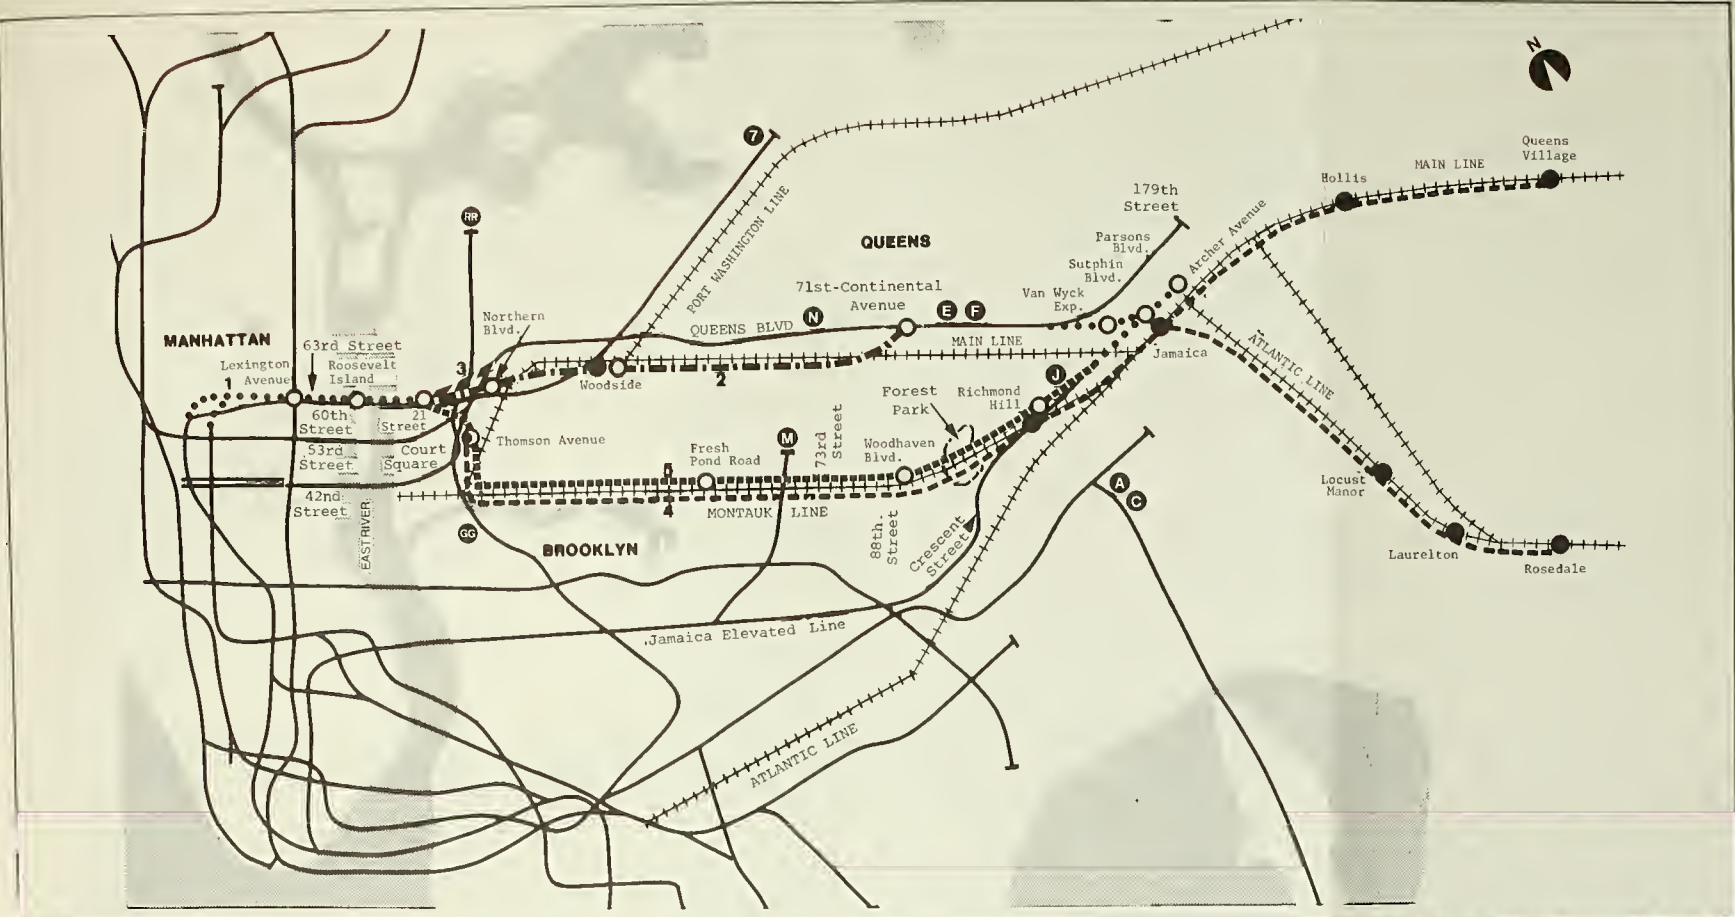 N
Queens
Village
MAIN LINE
Hollis
7
179th
Street
Archer Avenue
RR
PORT WASHINGTON LINE
QUEENS
Parsons
Blvd.
Sutphin
Blvd.
71st-Continental
Avenue
Van Wyck
Exp.
Northern
Blvd.
N
E
F
QUEENS BLVD
MANHATTAN
63rd Street
MAIN LINE
Jamaica
ATLANTIC LINE
Lexington
Avenue
1
Roosevelt
Island
3
Woodside
2
J
Forest
Park
Richmond
Hill
60th
Street
21
Street
Thomson Avenue
M
73rd
Street
Woodhaven
Blvd.
53rd
Street
Court
Square
Fresh
Pond Road
5
4
42nd
Street
MONTAUK LINE
A
C
Locust
Manor
EAST RIVER
GG
BROOKLYN
88th.
Street
Crescent
Street
Laurelton
Rosedale
Jamaica Elevated Line
ATLANTIC LINE